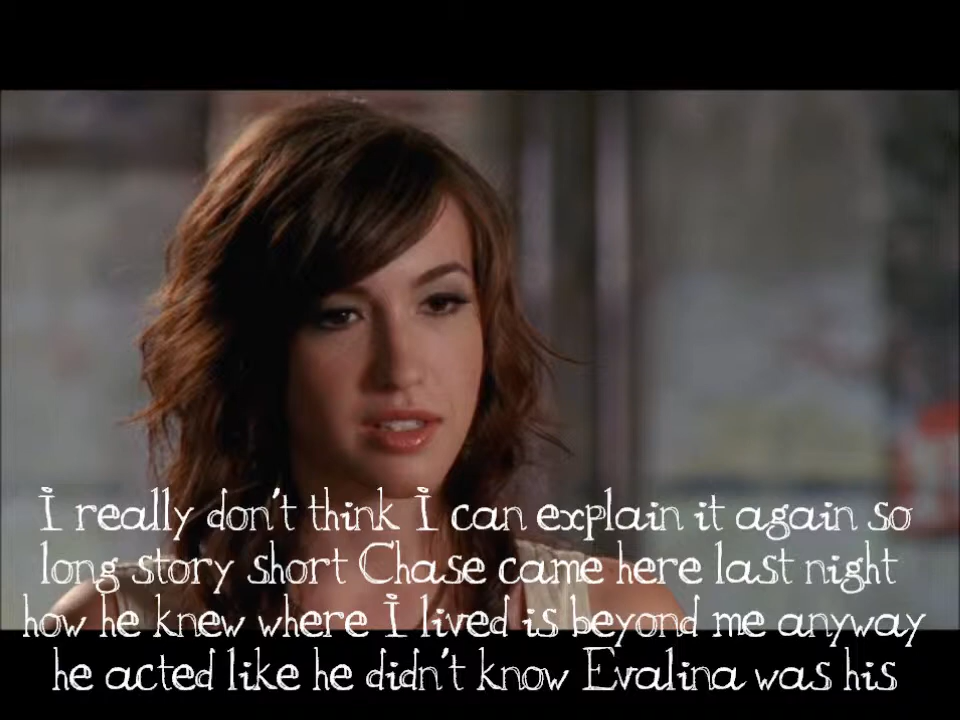 I really don't think I can explain it again so
long story short Chase came here last night
how he knew where I lived is beyond me anyway
he acted like he didn't know Evalina was his